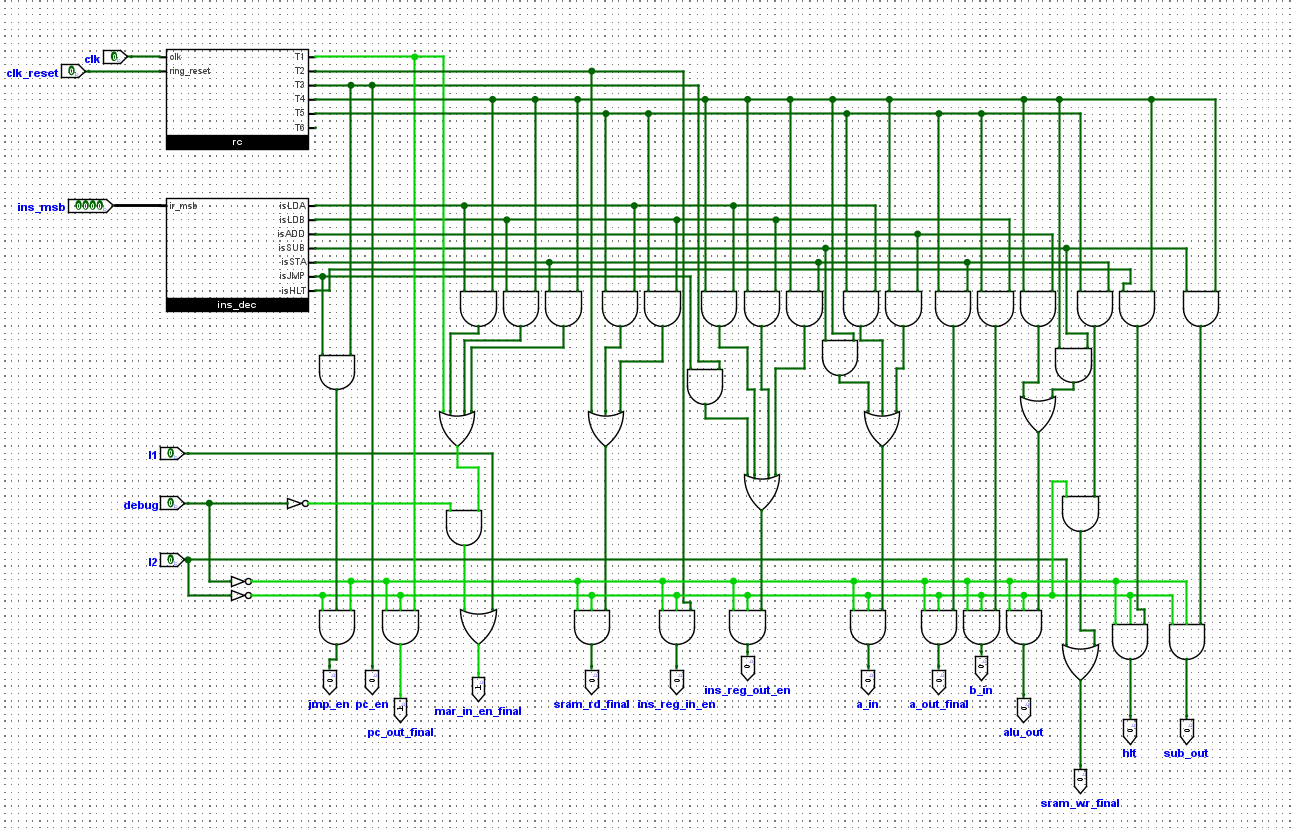 clk
0
clk_reset
0
clk
ring_reset
T1
T2
T3
T4
T5
T6
rc
ins_msb
0000
ir_msb
isLDA
isLDB
isADD
isSUB
isSTA
isJMP
isHLT
ins_dec
I1
0
debug
0
I2
0
0
jmp_en
0
pc_en
1
pc_out_final
1
mar_in_en_final
0
sram_rd_final
0
ins_reg_in_en
0
ins_reg_out_en
0
a_in
0
a_out_final
0
b_in
0
alu_out
0
sram_wr_final
0
hlt
0
sub_out